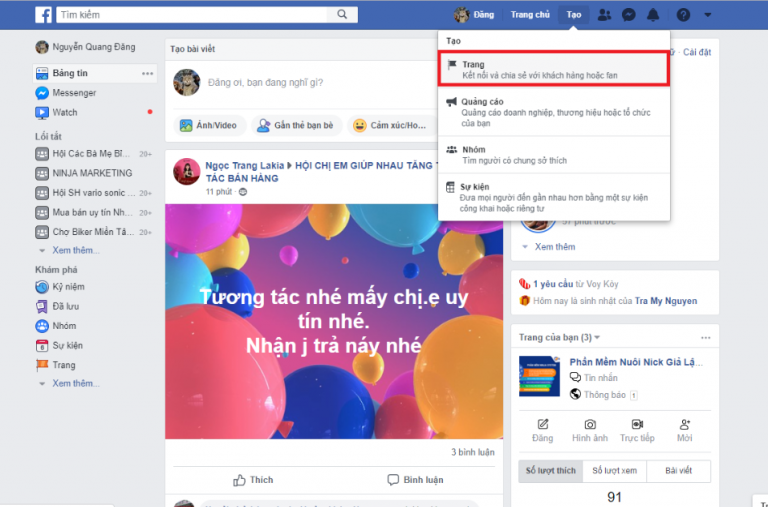 Tìm kiếm
Đăng
Trang chủ
Tạo
Nguyễn Quang Đăng
Bảng tin
Messenger
Watch
Lối tắt
Hội Các Bà Mẹ Bỉ... 20+
NINJA MARKETING
Hội SH vario sonic ... 20+
Mua bán uy tín Nh... 20+
Chợ Biker Miền Tâ... 20+
Xem thêm...
Khám phá
Kỷ niệm
Đã lưu
Nhóm
Sự kiện
Trang
Xem thêm...
Tạo bài viết
Đăng ơi, bạn đang nghĩ gì?
Ảnh/Video
Gắn thẻ bạn bè
Cảm xúc/Ho...
Ngọc Trang Lakia HỘI CHỊ EM GIÚP NHAU TĂNG T
TÁC BÁN HÀNG
11 phút
Tương tác nhé mấy chị.e uy
tín nhé.
Nhận j trả náy nhé
3 bình luận
Thích
Bình luận
Tạo
Trang
Kết nối và chia sẻ với khách hàng hoặc fan
Quảng cáo
Quảng cáo doanh nghiệp, thương hiệu hoặc tổ chức
của bạn
Nhóm
Tìm người có chung sở thích
Sự kiện
Đưa mọi người đến gần nhau hơn bằng một sự kiện
công khai hoặc riêng tư
Cài đặt
57 phút trước
Xem thêm
1 yêu cầu từ Voy Kòy
Hôm nay là sinh nhật của Tra My Nguyen
Trang của bạn (3)
Phần Mềm Nuôi Nick Giả Lậ...
Tin nhắn
Thông báo 1
Đăng
Hình ảnh
Trực tiếp
Mời
Số lượt thích
Số lượt xem
Bài viết
91